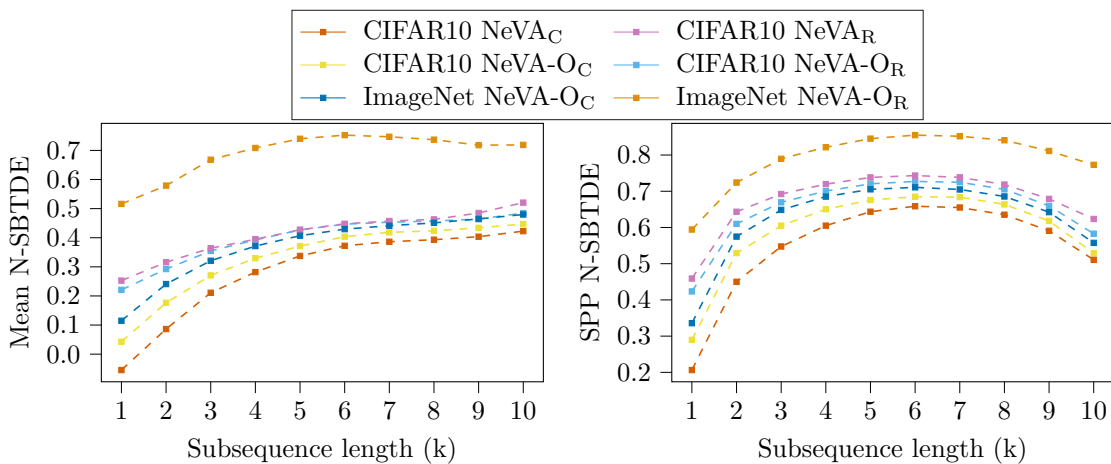 CIFAR10 NeVA_C CIFAR10 NeVA_R
CIFAR10 NeVA-O_C CIFAR10 NeVA-O_R
ImageNet NeVA-O_C ImageNet NeVA-O_R
Mean N-SBTDE
0.7
0.6
0.5
0.4
0.3
0.2
0.1
0.0
1 2 3 4 5 6 7 8 9 10
Subsequence length (k)
SPP N-SBTDE
0.8
0.7
0.6
0.5
0.4
0.3
0.2
1 2 3 4 5 6 7 8 9 10
Subsequence length (k)